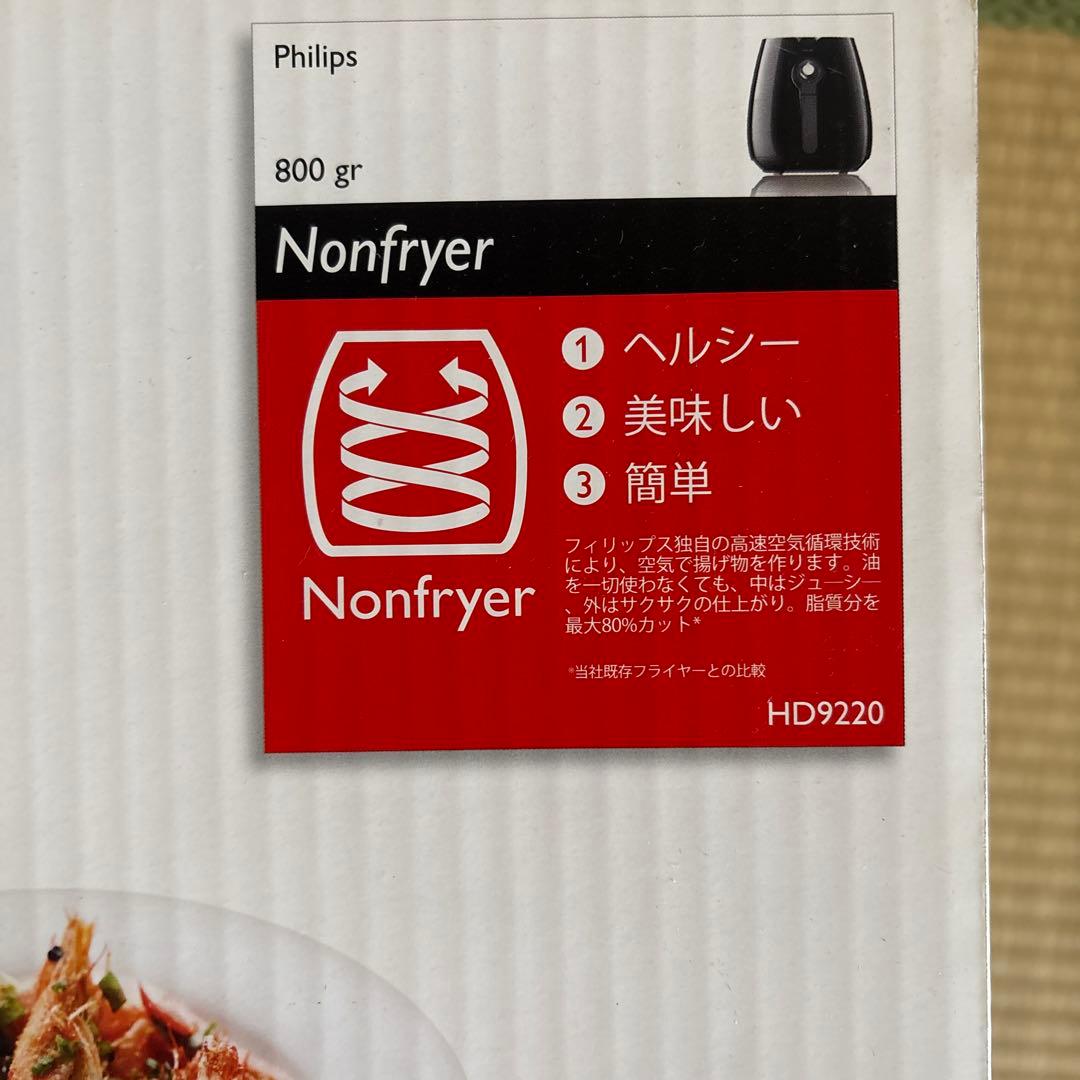 Philips
800 gr
Nonfryer
1 ヘルシー
2 美味しい
3 簡単
フィリップス独自の高速空気循環技術
により、空気で揚げ物を作ります。油
を一切使わなくても、中はジューシー
、外はサクサクの仕上がり。脂質分を
最大80%カット*
Nonfryer
*当社既存フライヤーとの比較
HD9220